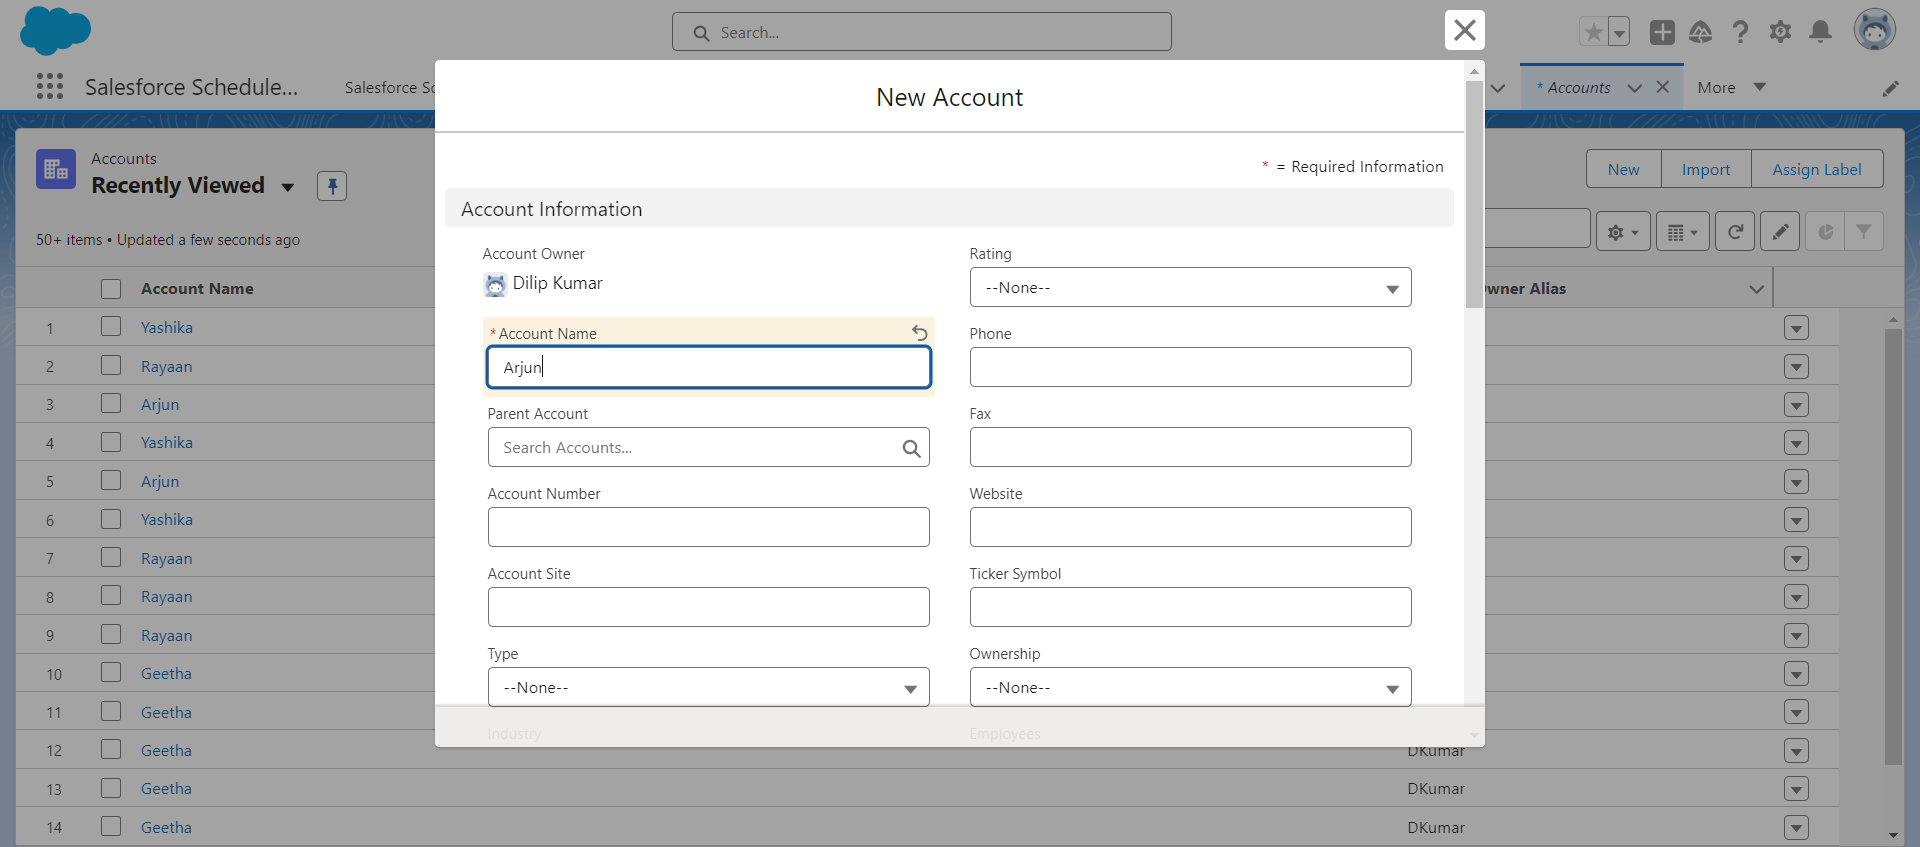 Search...
Salesforce Schedule...
Salesforce Sc
* Accounts
More
Accounts
Recently Viewed
50+ items • Updated a few seconds ago
New
Import
Assign Label
Account Name
wner Alias
1 Yashika
2 Rayaan
3 Arjun
4 Yashika
5 Arjun
6 Yashika
7 Rayaan
8 Rayaan
9 Rayaan
10 Geetha
11 Geetha
12 Geetha DKumar
13 Geetha DKumar
14 Geetha DKumar
New Account
* = Required Information
Account Information
Account Owner
Dilip Kumar
Rating
--None--
*Account Name
Arjun
Phone
Parent Account
Search Accounts...
Fax
Account Number
Website
Account Site
Ticker Symbol
Type
--None--
Ownership
--None--
Industry
Employees